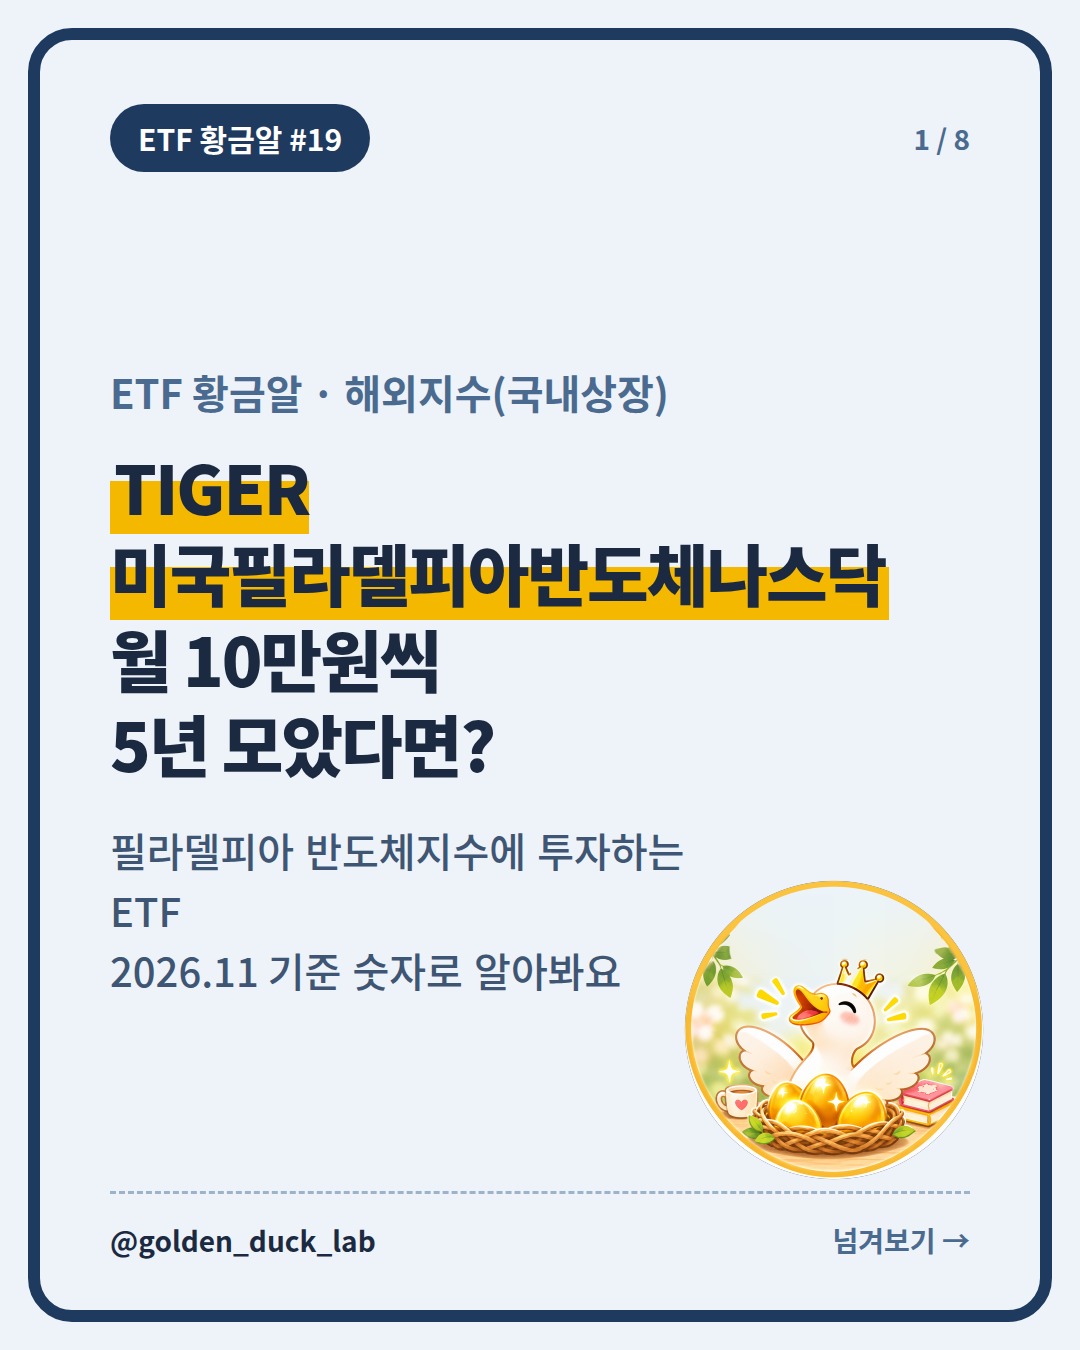 ETF 황금알 #19
1 / 8
ETF 황금알 · 해외지수(국내상장)
TIGER
미국필라델피아반도체나스닥
월 10만원씩
5년 모았다면?
필라델피아 반도체지수에 투자하는
ETF
2026.11 기준 숫자로 알아봐요
@golden_duck_lab
넘겨보기 →